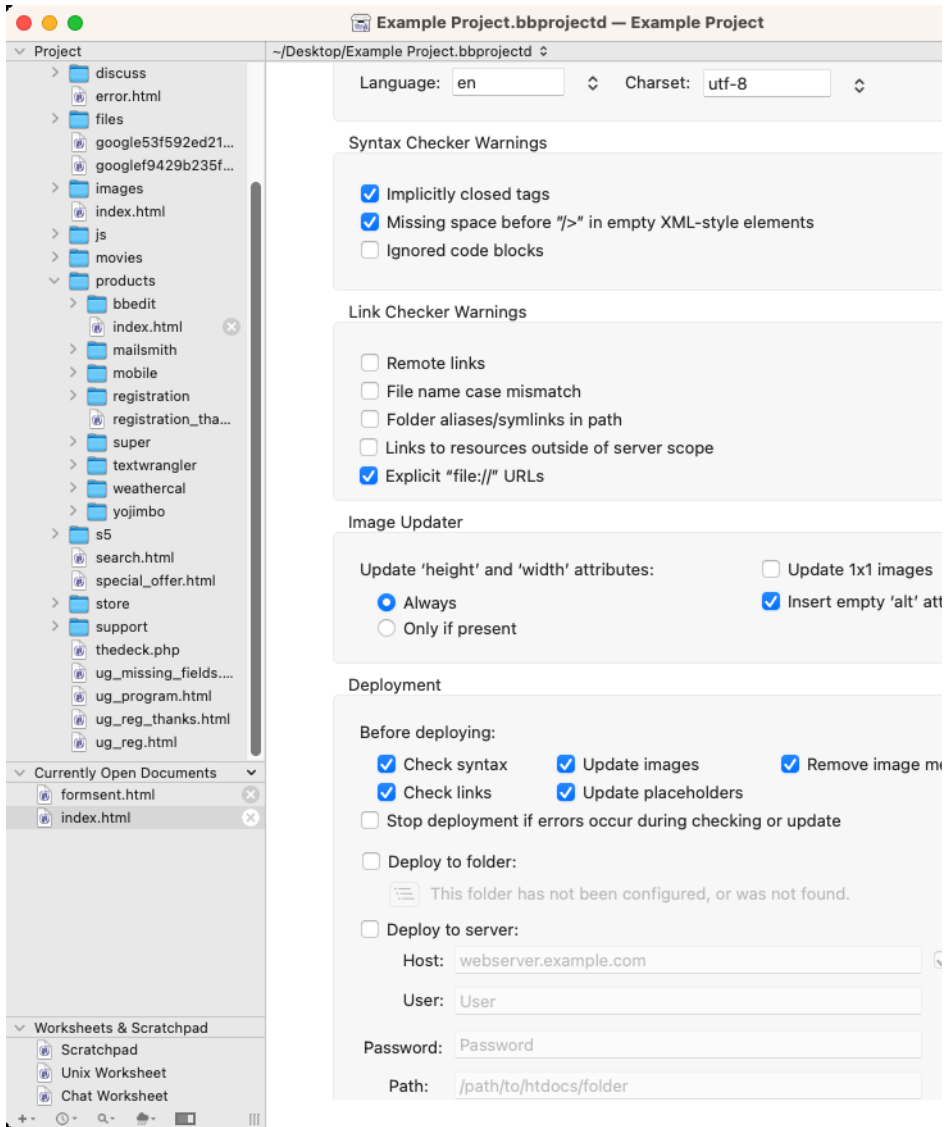 Example Project.bbprojectd — Example Project
Project
~/Desktop/Example Project.bbprojectd
discuss
error.html
files
google53f592ed21...
googlef9429b235f...
images
index.html
js
movies
products
bbedit
index.html
mailsmith
mobile
registration
registration_tha...
super
textwrangler
weathercal
yojimbo
s5
search.html
special_offer.html
store
support
thedeck.php
ug_missing_fields....
ug_program.html
ug_reg_thanks.html
ug_reg.html
Currently Open Documents
formsent.html
index.html
Worksheets & Scratchpad
Scratchpad
Unix Worksheet
Chat Worksheet
Language: en Charset: utf-8
Syntax Checker Warnings
Implicitly closed tags
Missing space before "/>" in empty XML-style elements
Ignored code blocks
Link Checker Warnings
Remote links
File name case mismatch
Folder aliases/symlinks in path
Links to resources outside of server scope
Explicit “file://” URLs
Image Updater
Update ‘height’ and ‘width’ attributes: Update 1x1 images
Always Insert empty ‘alt’ att
Only if present
Deployment
Before deploying:
Check syntax Update images Remove image me
Check links Update placeholders
Stop deployment if errors occur during checking or update
Deploy to folder:
This folder has not been configured, or was not found.
Deploy to server:
Host: webserver.example.com
User: User
Password: Password
Path: /path/to/htdocs/folder